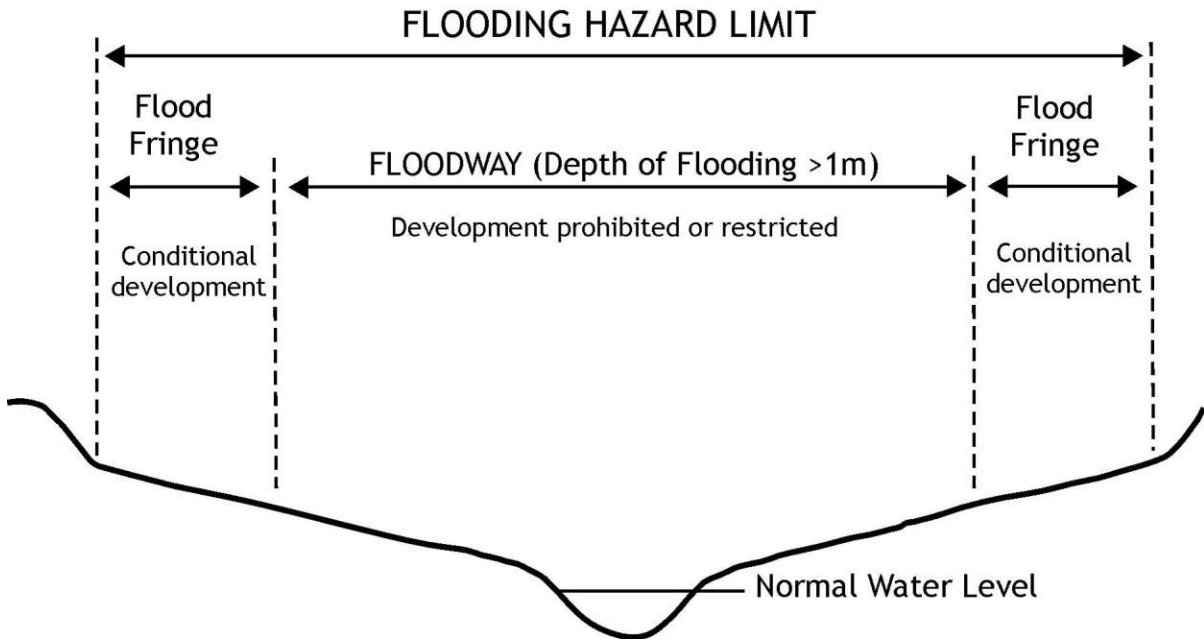 FLOODING HAZARD LIMIT
Flood
Fringe
FLOODWAY (Depth of Flooding >1m)
Flood
Fringe
Conditional
development
Development prohibited or restricted
Conditional
development
Normal Water Level